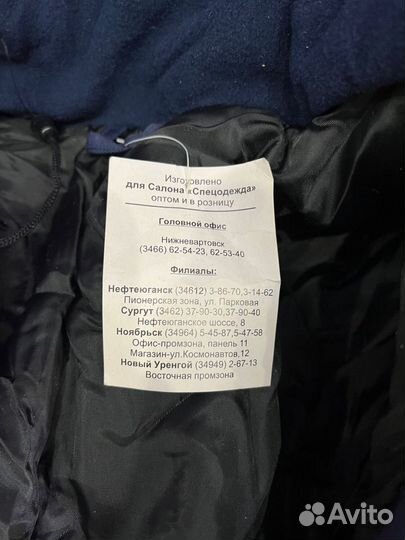 Изготовлено
для Салона «Спецодежда»
оптом и в розницу
Головной офис
Нижневартовск
(3466) 62-54-23, 62-53-40
Филиалы:
Нефтеюганск (34612) 3-86-70,3-14-62
Пионерская зона, ул. Парковая
Сургут (3462) 37-90-30,37-90-40
Нефтеюганское шоссе, 8
Ноябрьск (34964) 5-45-87,5-47-58
Офис-промзона, панель 11
Магазин-ул.Космонавтов,12
Новый Уренгой (34949) 2-67-13
Восточная промзона
Avito